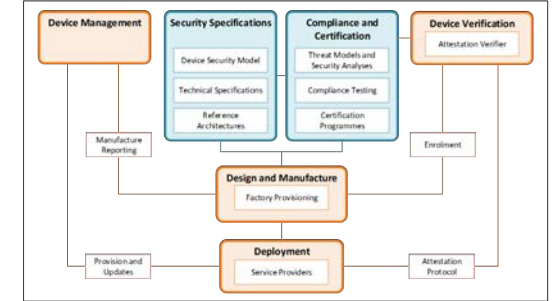 Device Management
Security Specifications
Device Security Model
Technical Specifications
Reference
Architectures
Compliance and
Certification
Threat Models and
Security Analyses
Compliance Testing
Certification
Programmes
Device Verification
Attestation Verifier
Manufacture
Reporting
Enrolment
Design and Manufacture
Factory Provisioning
Provision and
Updates
Deployment
Service Providers
Attestation
Protocol